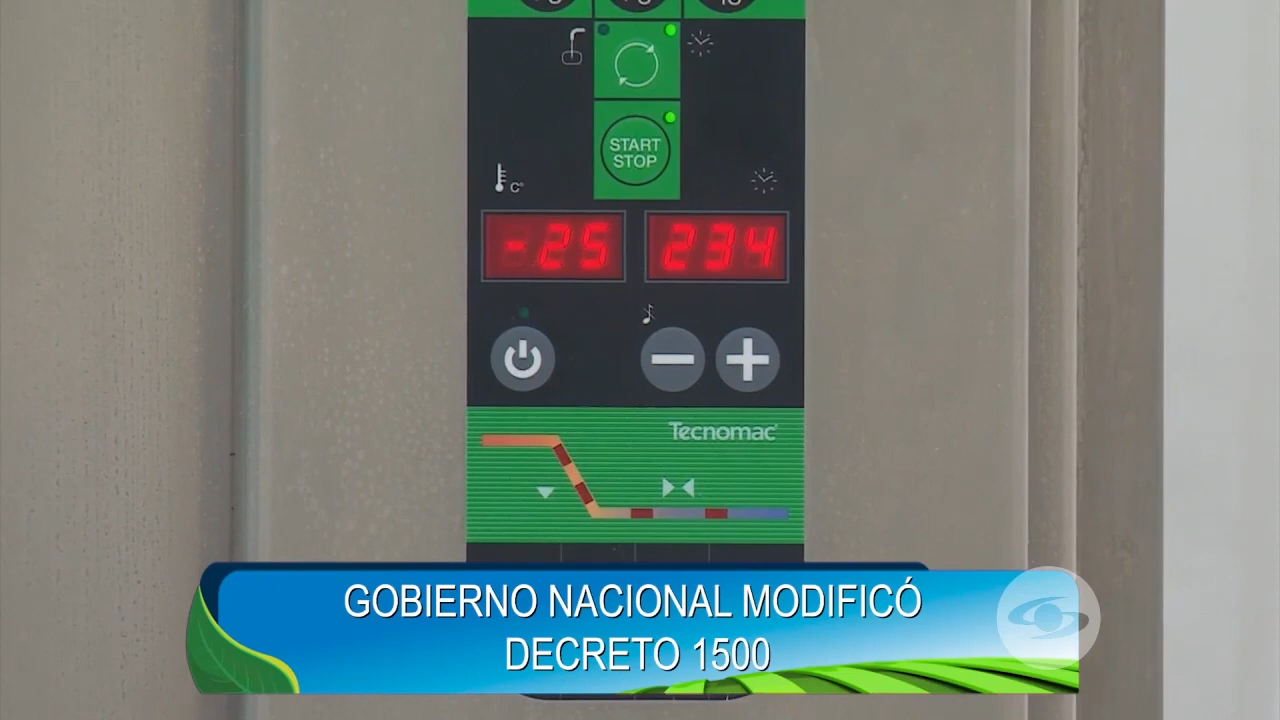 START
STOP
C°
-25 234
Tecnomac
GOBIERNO NACIONAL MODIFICÓ
DECRETO 1500